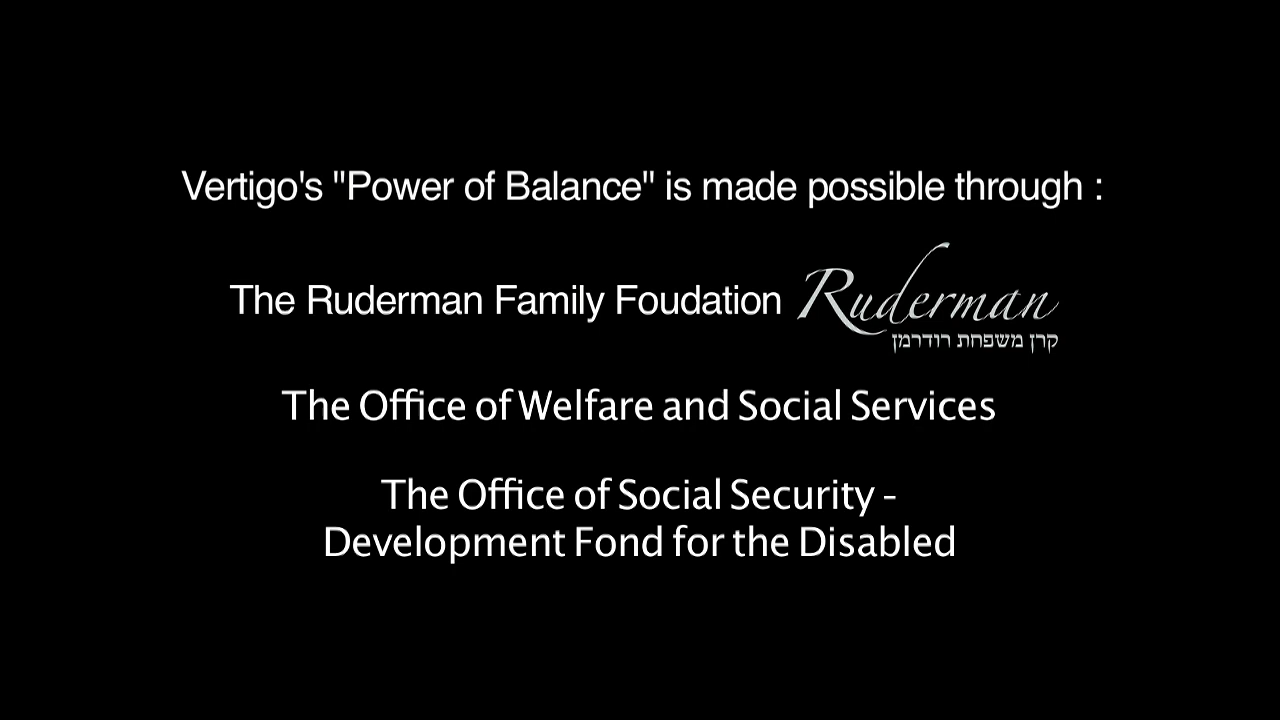 Vertigo's "Power of Balance" is made possible through :
The Ruderman Family Foudation Ruderman
קרן משפחת רודרמן
The Office of Welfare and Social Services
The Office of Social Security -
Development Fond for the Disabled